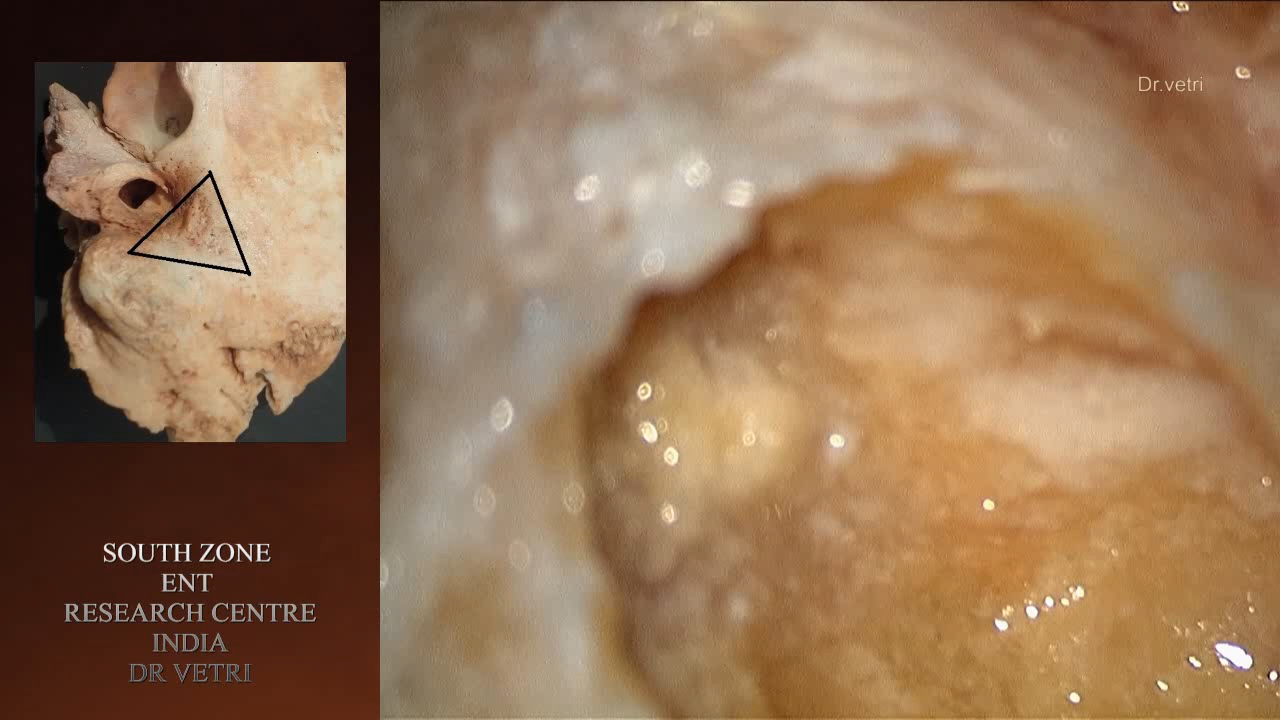 Dr.vetri
SOUTH ZONE
ENT
RESEARCH CENTRE
INDIA
DR VETRI